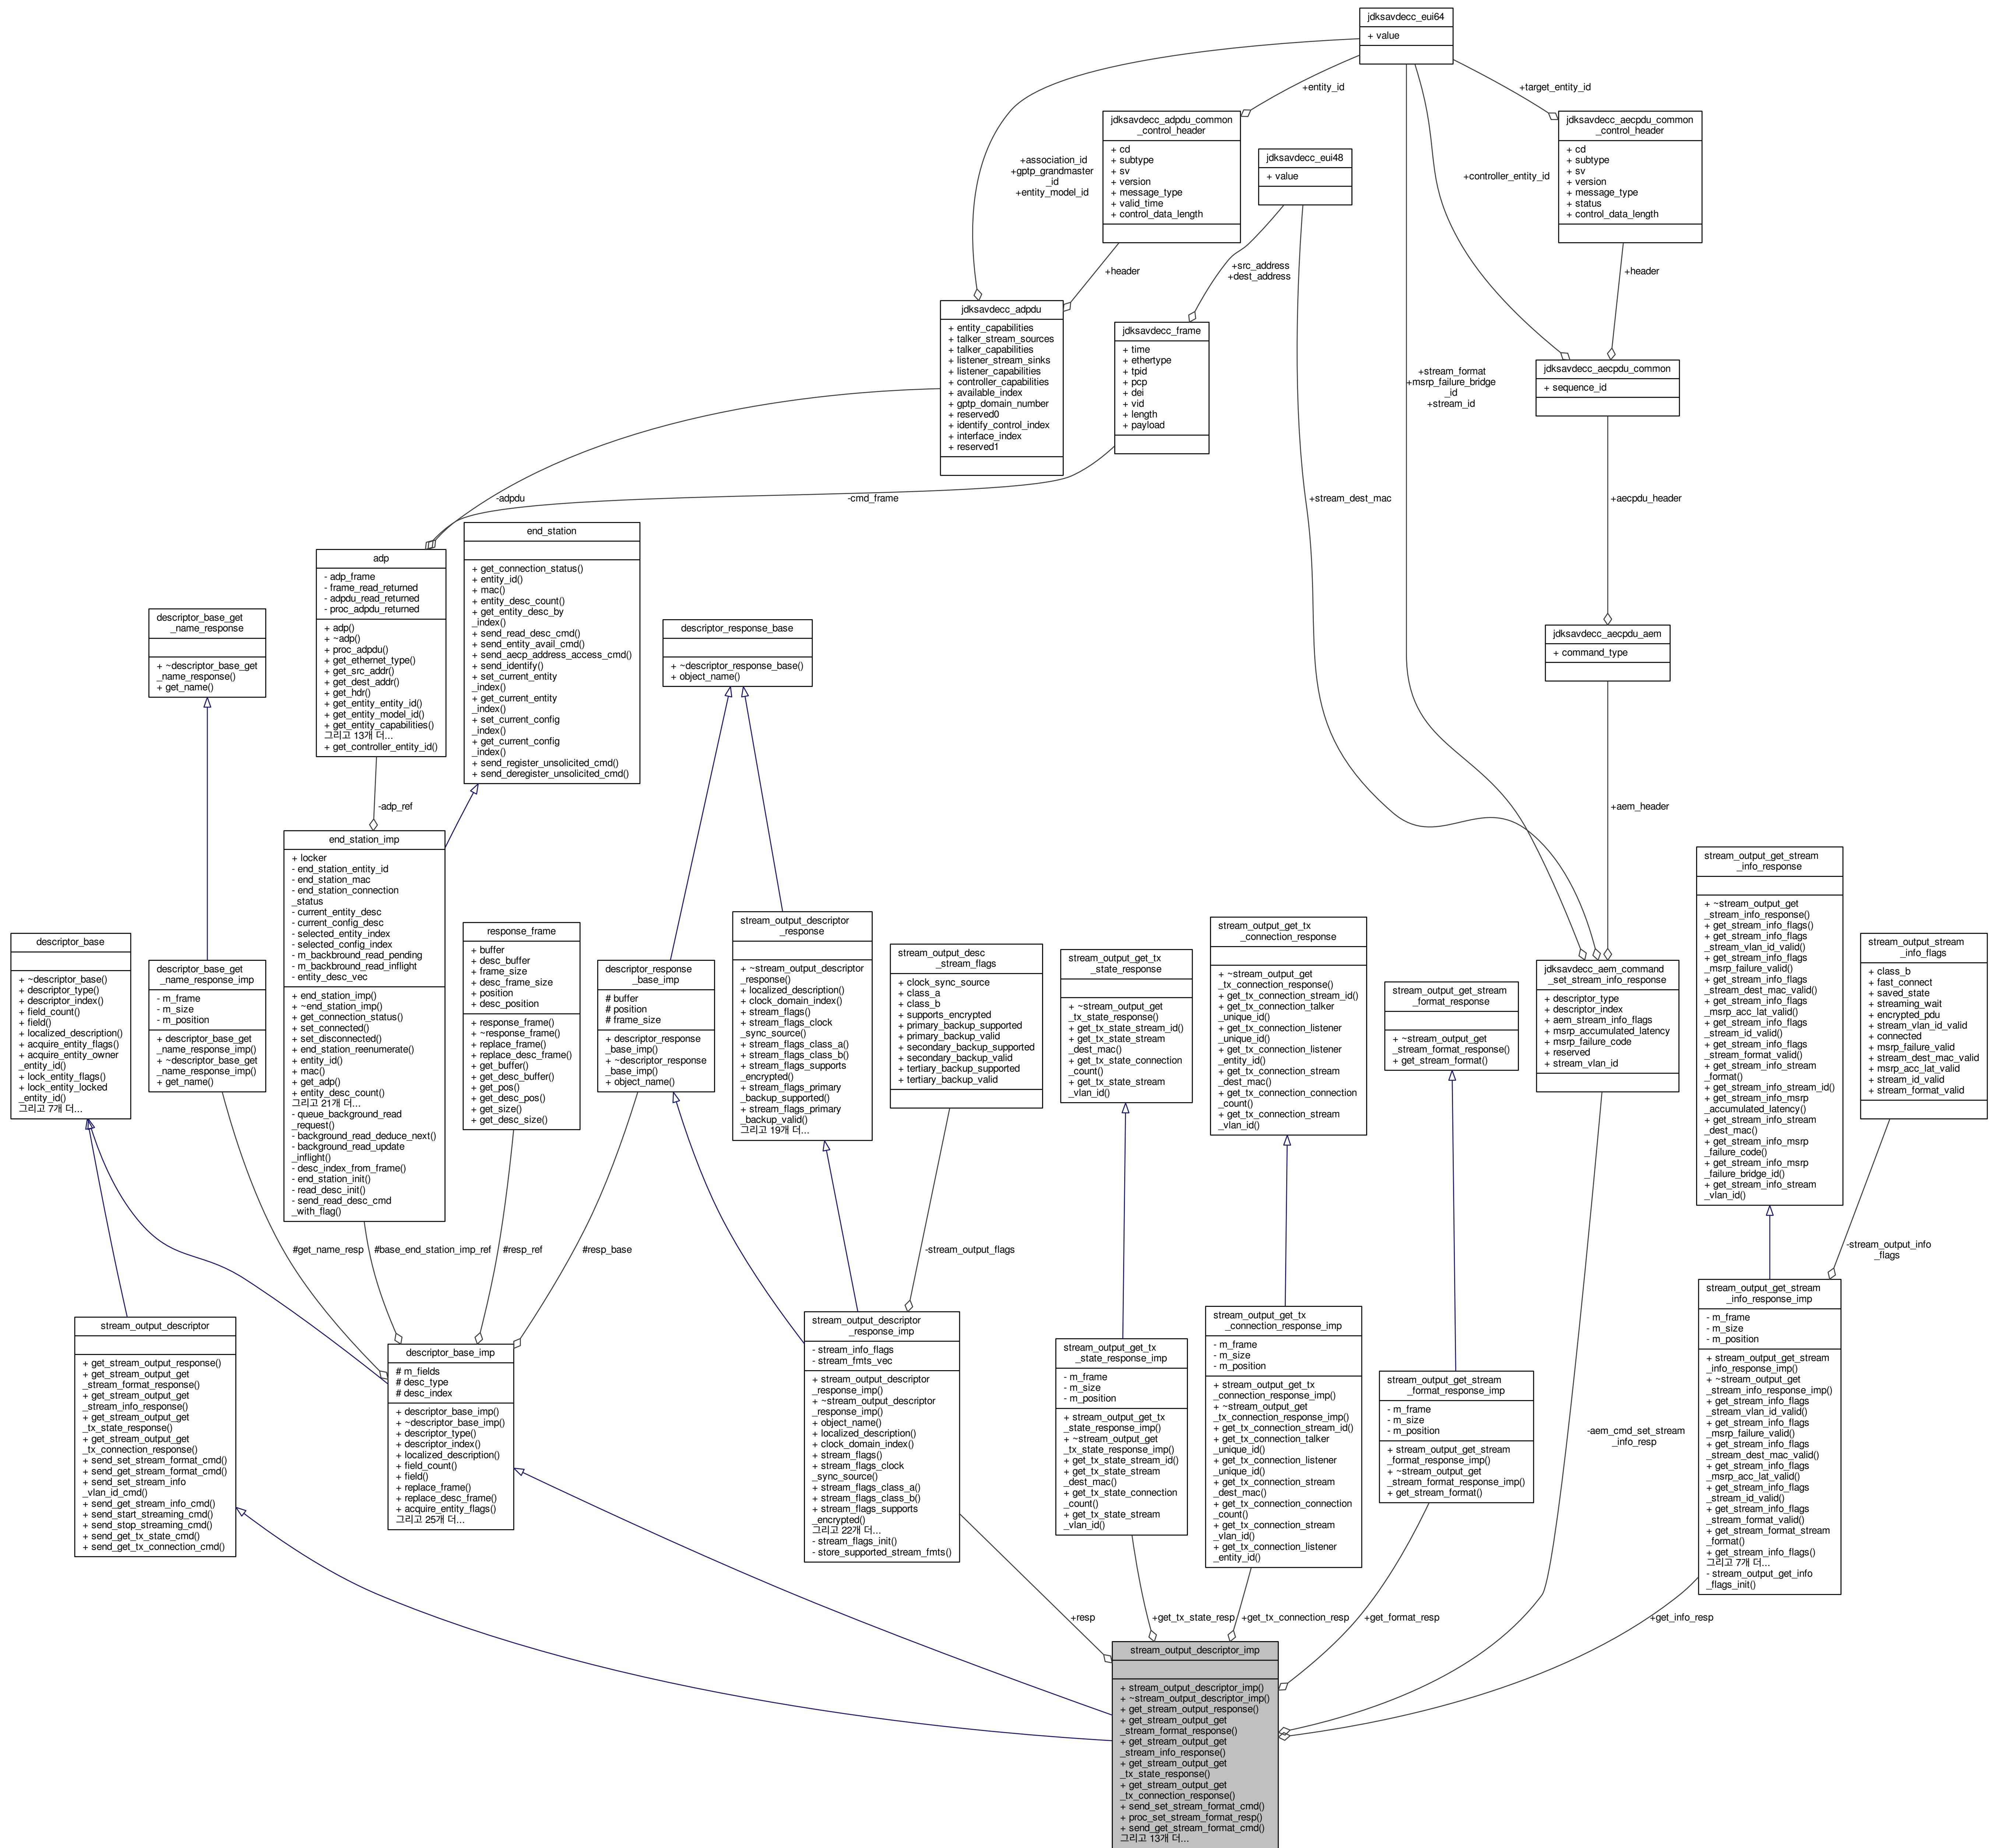 jdksavdecc_eui64
+ value
+entity_id
+target_entity_id
jdksavdecc_adpdu_common
_control_header
+ cd
+ subtype
+ sv
+ version
+ message_type
+ valid_time
+ control_data_length
jdksavdecc_aecpdu_common
_control_header
+ cd
+ subtype
+ sv
+ version
+ message_type
+ status
+ control_data_length
jdksavdecc_eui48
+ value
+association_id
+gptp_grandmaster
_id
+entity_model_id
+controller_entity_id
+header
+src_address
+dest_address
+header
jdksavdecc_adpdu
+ entity_capabilities
+ talker_stream_sources
+ talker_capabilities
+ listener_stream_sinks
+ listener_capabilities
+ controller_capabilities
+ available_index
+ gptp_domain_number
+ reserved0
+ identify_control_index
+ interface_index
+ reserved1
jdksavdecc_frame
+ time
+ ethertype
+ tpid
+ pcp
+ dei
+ vid
+ length
+ payload
+stream_format
+msrp_failure_bridge
_id
+stream_id
jdksavdecc_aecpdu_common
+ sequence_id
-adpdu
-cmd_frame
+stream_dest_mac
+aecpdu_header
adp
- adp_frame
- frame_read_returned
- adpdu_read_returned
- proc_adpdu_returned
+ adp()
+ ~adp()
+ proc_adpdu()
+ get_ethernet_type()
+ get_src_addr()
+ get_dest_addr()
+ get_hdr()
+ get_entity_entity_id()
+ get_entity_model_id()
+ get_entity_capabilities()
그리고 13개 더...
+ get_controller_entity_id()
end_station
+ get_connection_status()
+ entity_id()
+ mac()
+ entity_desc_count()
+ get_entity_desc_by
_index()
+ send_read_desc_cmd()
+ send_entity_avail_cmd()
+ send_aecp_address_access_cmd()
+ send_identify()
+ set_current_entity
_index()
+ get_current_entity
_index()
+ set_current_config
_index()
+ get_current_config
_index()
+ send_register_unsolicited_cmd()
+ send_deregister_unsolicited_cmd()
descriptor_base_get
_name_response
+ ~descriptor_base_get
_name_response()
+ get_name()
descriptor_response_base
+ ~descriptor_response_base()
+ object_name()
jdksavdecc_aecpdu_aem
+ command_type
-adp_ref
+aem_header
end_station_imp
+ locker
- end_station_entity_id
- end_station_mac
- end_station_connection
_status
- current_entity_desc
- current_config_desc
- selected_entity_index
- selected_config_index
- m_backbround_read_pending
- m_backbround_read_inflight
- entity_desc_vec
+ end_station_imp()
+ ~end_station_imp()
+ get_connection_status()
+ set_connected()
+ set_disconnected()
+ end_station_reenumerate()
+ entity_id()
+ mac()
+ get_adp()
+ entity_desc_count()
그리고 21개 더...
- queue_background_read
_request()
- background_read_deduce_next()
- background_read_update
_inflight()
- desc_index_from_frame()
- end_station_init()
- read_desc_init()
- send_read_desc_cmd
_with_flag()
descriptor_base
+ ~descriptor_base()
+ descriptor_type()
+ descriptor_index()
+ field_count()
+ field()
+ localized_description()
+ acquire_entity_flags()
+ acquire_entity_owner
_entity_id()
+ lock_entity_flags()
+ lock_entity_locked
_entity_id()
그리고 7개 더...
descriptor_base_get
_name_response_imp
- m_frame
- m_size
- m_position
+ descriptor_base_get
_name_response_imp()
+ ~descriptor_base_get
_name_response_imp()
+ get_name()
response_frame
+ buffer
+ desc_buffer
+ frame_size
+ desc_frame_size
+ position
+ desc_position
+ response_frame()
+ ~response_frame()
+ replace_frame()
+ replace_desc_frame()
+ get_buffer()
+ get_desc_buffer()
+ get_pos()
+ get_desc_pos()
+ get_size()
+ get_desc_size()
descriptor_response
_base_imp
# buffer
# position
# frame_size
+ descriptor_response
_base_imp()
+ ~descriptor_response
_base_imp()
+ object_name()
stream_output_descriptor
_response
+ ~stream_output_descriptor
_response()
+ localized_description()
+ clock_domain_index()
+ stream_flags()
+ stream_flags_clock
_sync_source()
+ stream_flags_class_a()
+ stream_flags_class_b()
+ stream_flags_supports
_encrypted()
+ stream_flags_primary
_backup_supported()
+ stream_flags_primary
_backup_valid()
그리고 19개 더...
stream_output_desc
_stream_flags
+ clock_sync_source
+ class_a
+ class_b
+ supports_encrypted
+ primary_backup_supported
+ primary_backup_valid
+ secondary_backup_supported
+ secondary_backup_valid
+ tertiary_backup_supported
+ tertiary_backup_valid
stream_output_get_tx
_state_response
+ ~stream_output_get
_tx_state_response()
+ get_tx_state_stream_id()
+ get_tx_state_stream
_dest_mac()
+ get_tx_state_connection
_count()
+ get_tx_state_stream
_vlan_id()
stream_output_get_tx
_connection_response
+ ~stream_output_get
_tx_connection_response()
+ get_tx_connection_stream_id()
+ get_tx_connection_talker
_unique_id()
+ get_tx_connection_listener
_unique_id()
+ get_tx_connection_listener
_entity_id()
+ get_tx_connection_stream
_dest_mac()
+ get_tx_connection_connection
_count()
+ get_tx_connection_stream
_vlan_id()
stream_output_get_stream
_format_response
+ ~stream_output_get
_stream_format_response()
+ get_stream_format()
jdksavdecc_aem_command
_set_stream_info_response
+ descriptor_type
+ descriptor_index
+ aem_stream_info_flags
+ msrp_accumulated_latency
+ msrp_failure_code
+ reserved
+ stream_vlan_id
stream_output_get_stream
_info_response
+ ~stream_output_get
_stream_info_response()
+ get_stream_info_flags()
+ get_stream_info_flags
_stream_vlan_id_valid()
+ get_stream_info_flags
_msrp_failure_valid()
+ get_stream_info_flags
_stream_dest_mac_valid()
+ get_stream_info_flags
_msrp_acc_lat_valid()
+ get_stream_info_flags
_stream_id_valid()
+ get_stream_info_flags
_stream_format_valid()
+ get_stream_info_stream
_format()
+ get_stream_info_stream_id()
+ get_stream_info_msrp
_accumulated_latency()
+ get_stream_info_stream
_dest_mac()
+ get_stream_info_msrp
_failure_code()
+ get_stream_info_msrp
_failure_bridge_id()
+ get_stream_info_stream
_vlan_id()
stream_output_stream
_info_flags
+ class_b
+ fast_connect
+ saved_state
+ streaming_wait
+ encrypted_pdu
+ stream_vlan_id_valid
+ connected
+ msrp_failure_valid
+ stream_dest_mac_valid
+ msrp_acc_lat_valid
+ stream_id_valid
+ stream_format_valid
#get_name_resp
#base_end_station_imp_ref
#resp_ref
#resp_base
-stream_output_flags
-stream_output_info
_flags
stream_output_descriptor
+ get_stream_output_response()
+ get_stream_output_get
_stream_format_response()
+ get_stream_output_get
_stream_info_response()
+ get_stream_output_get
_tx_state_response()
+ get_stream_output_get
_tx_connection_response()
+ send_set_stream_format_cmd()
+ send_get_stream_format_cmd()
+ send_set_stream_info
_vlan_id_cmd()
+ send_get_stream_info_cmd()
+ send_start_streaming_cmd()
+ send_stop_streaming_cmd()
+ send_get_tx_state_cmd()
+ send_get_tx_connection_cmd()
descriptor_base_imp
# m_fields
# desc_type
# desc_index
+ descriptor_base_imp()
+ ~descriptor_base_imp()
+ descriptor_type()
+ descriptor_index()
+ localized_description()
+ field_count()
+ field()
+ replace_frame()
+ replace_desc_frame()
+ acquire_entity_flags()
그리고 25개 더...
stream_output_descriptor
_response_imp
- stream_info_flags
- stream_fmts_vec
+ stream_output_descriptor
_response_imp()
+ ~stream_output_descriptor
_response_imp()
+ object_name()
+ localized_description()
+ clock_domain_index()
+ stream_flags()
+ stream_flags_clock
_sync_source()
+ stream_flags_class_a()
+ stream_flags_class_b()
+ stream_flags_supports
_encrypted()
그리고 22개 더...
- stream_flags_init()
- store_supported_stream_fmts()
stream_output_get_tx
_state_response_imp
- m_frame
- m_size
- m_position
+ stream_output_get_tx
_state_response_imp()
+ ~stream_output_get
_tx_state_response_imp()
+ get_tx_state_stream_id()
+ get_tx_state_stream
_dest_mac()
+ get_tx_state_connection
_count()
+ get_tx_state_stream
_vlan_id()
stream_output_get_tx
_connection_response_imp
- m_frame
- m_size
- m_position
+ stream_output_get_tx
_connection_response_imp()
+ ~stream_output_get
_tx_connection_response_imp()
+ get_tx_connection_stream_id()
+ get_tx_connection_talker
_unique_id()
+ get_tx_connection_listener
_unique_id()
+ get_tx_connection_stream
_dest_mac()
+ get_tx_connection_connection
_count()
+ get_tx_connection_stream
_vlan_id()
+ get_tx_connection_listener
_entity_id()
stream_output_get_stream
_format_response_imp
- m_frame
- m_size
- m_position
+ stream_output_get_stream
_format_response_imp()
+ ~stream_output_get
_stream_format_response_imp()
+ get_stream_format()
-aem_cmd_set_stream
_info_resp
stream_output_get_stream
_info_response_imp
- m_frame
- m_size
- m_position
+ stream_output_get_stream
_info_response_imp()
+ ~stream_output_get
_stream_info_response_imp()
+ get_stream_info_flags
_stream_vlan_id_valid()
+ get_stream_info_flags
_msrp_failure_valid()
+ get_stream_info_flags
_stream_dest_mac_valid()
+ get_stream_info_flags
_msrp_acc_lat_valid()
+ get_stream_info_flags
_stream_id_valid()
+ get_stream_info_flags
_stream_format_valid()
+ get_stream_format_stream
_format()
+ get_stream_info_flags()
그리고 7개 더...
- stream_output_get_info
_flags_init()
+resp
+get_tx_state_resp
+get_tx_connection_resp
+get_format_resp
+get_info_resp
stream_output_descriptor_imp
+ stream_output_descriptor_imp()
+ ~stream_output_descriptor_imp()
+ get_stream_output_response()
+ get_stream_output_get
_stream_format_response()
+ get_stream_output_get
_stream_info_response()
+ get_stream_output_get
_tx_state_response()
+ get_stream_output_get
_tx_connection_response()
+ send_set_stream_format_cmd()
+ proc_set_stream_format_resp()
+ send_get_stream_format_cmd()
그리고 13개 더...